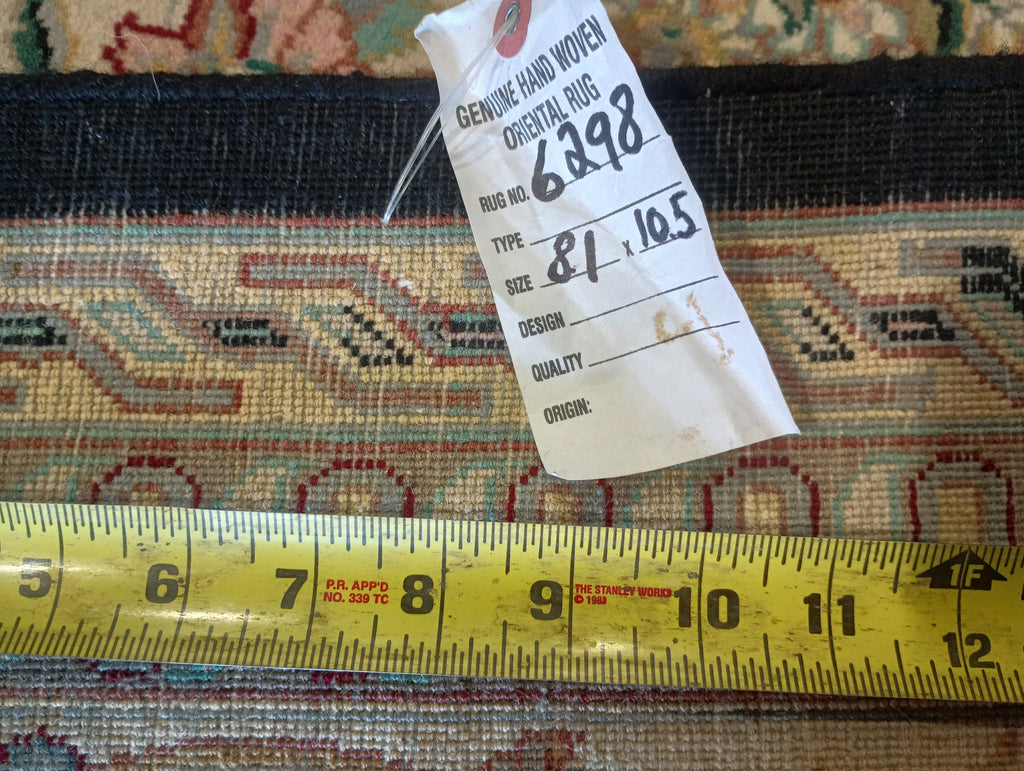 GENUINE HAND WOVEN
ORIENTAL RUG
RUG NO. 6298
TYPE
SIZE 8.1 x 10.5
DESIGN
QUALITY
ORIGIN:
5 6 7 P.R. APP'D 8 9 THE STANLEY WORKS 10 11 1F 12
NO. 339 TC © 1988